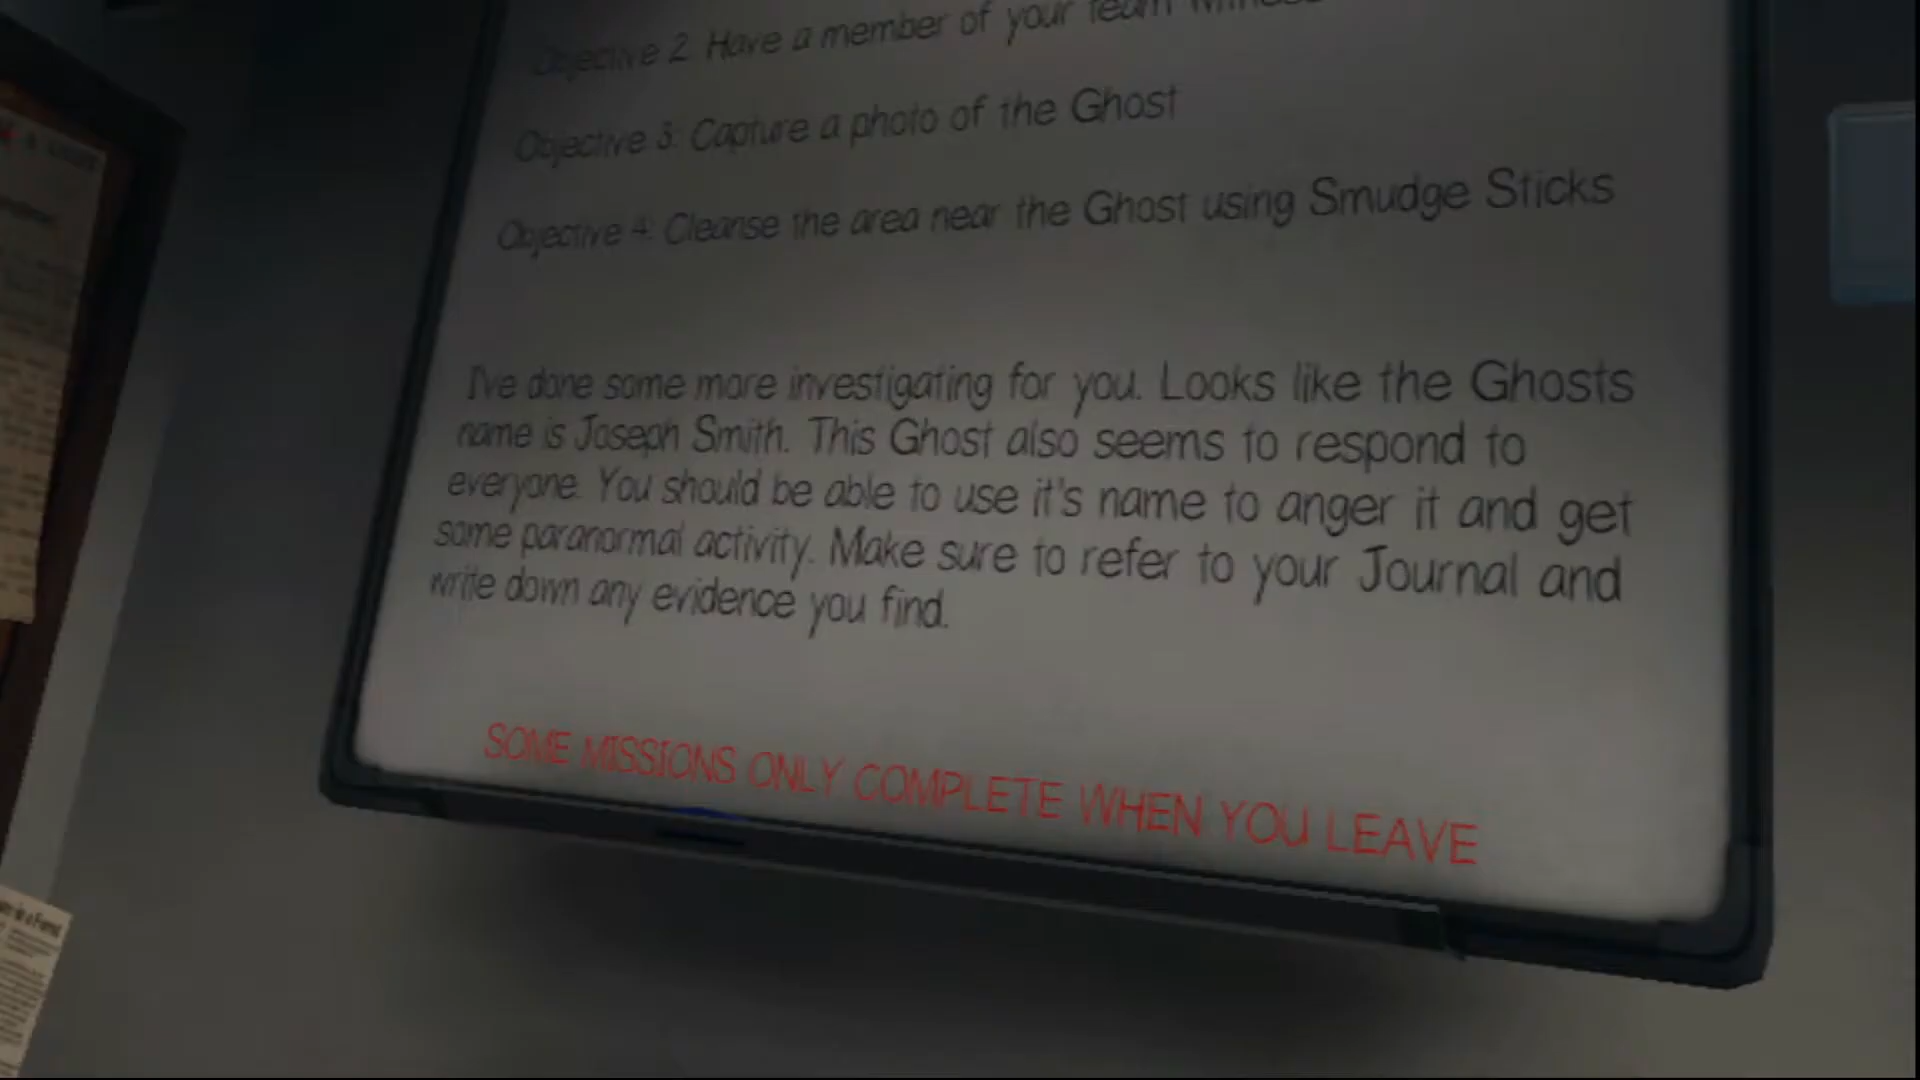 Objective 2: Have a member of your team
Objective 3: Capture a photo of the Ghost
Objective 4: Cleanse the area near the Ghost using Smudge Sticks
I've done some more investigating for you. Looks like the Ghosts
name is Joseph Smith. This Ghost also seems to respond to
everyone. You should be able to use it's name to anger it and get
some paranormal activity. Make sure to refer to your Journal and
write down any evidence you find.
SOME MISSIONS ONLY COMPLETE WHEN YOU LEAVE